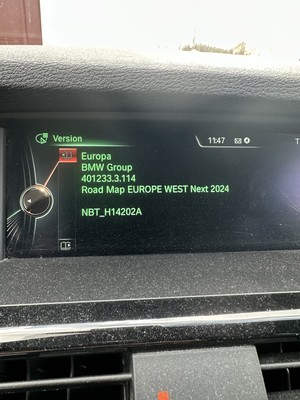 Version
11:47
Europa
BMW Group
401233.3.114
Road Map EUROPE WEST Next 2024
NBT_H14202A